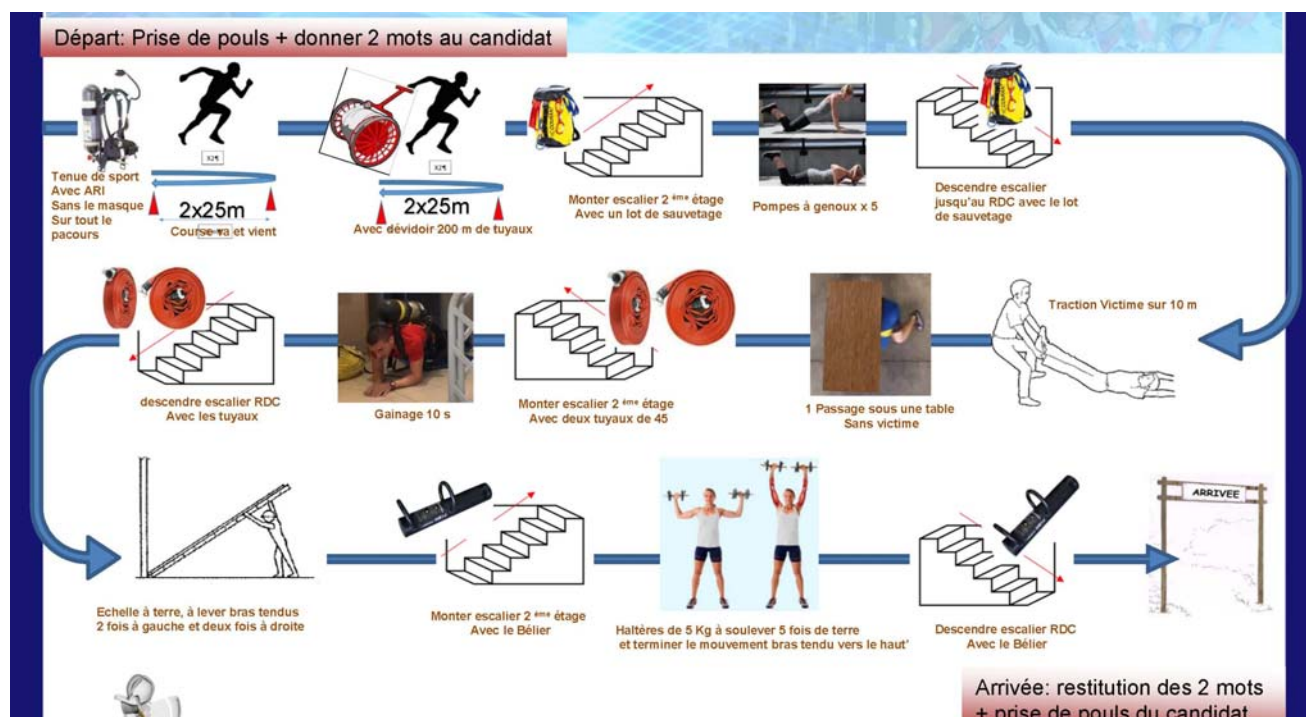 Départ: Prise de pouls + donner 2 mots au candidat
X2¶
X2¶
Tenue de sport
Avec ARI
Sans le masque
Sur tout le
pacours
2x25m
Course va et vient
2x25m
Avec dévidoir 200 m de tuyaux
Monter escalier 2 ème étage
Avec un lot de sauvetage
Pompes à genoux x 5
Descendre escalier
jusqu'au RDC avec le lot
de sauvetage
descendre escalier RDC
Avec les tuyaux
Gainage 10 s
Monter escalier 2 ème étage
Avec deux tuyaux de 45
1 Passage sous une table
Sans victime
Traction Victime sur 10 m
Echelle à terre, à lever bras tendus
2 fois à gauche et deux fois à droite
Monter escalier 2 ème étage
Avec le Bélier
Haltères de 5 Kg à soulever 5 fois de terre
et terminer le mouvement bras tendu vers le haut'
Descendre escalier RDC
Avec le Bélier
ARRIVEE
Arrivée: restitution des 2 mots
+ prise de pouls du candidat